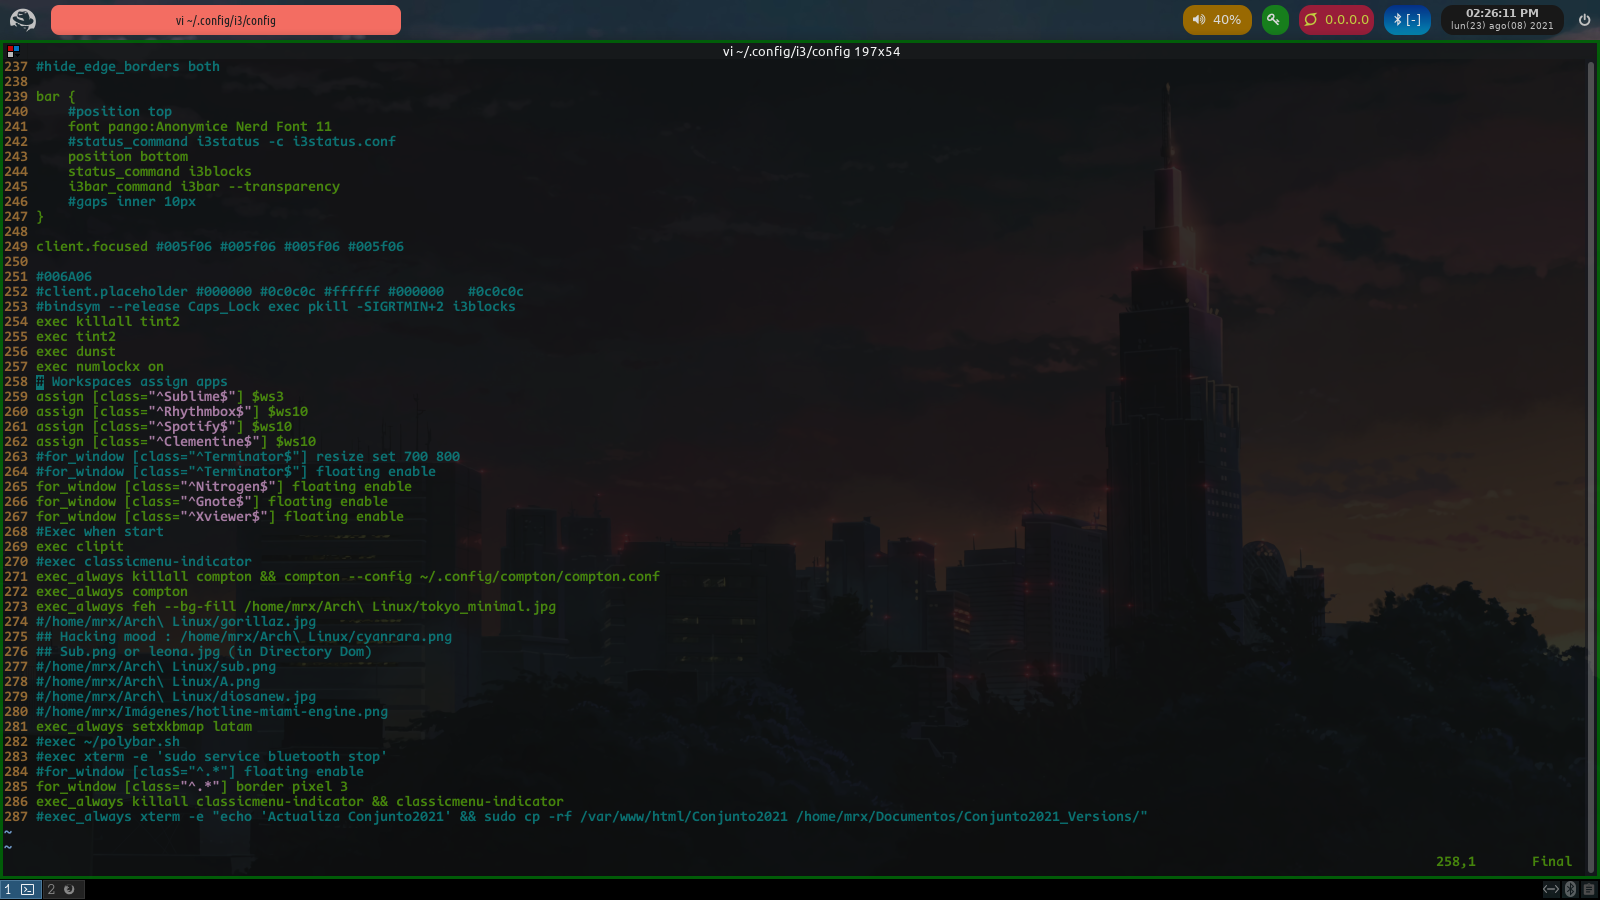 vi ~/.config/i3/config
40%
0.0.0.0
[-]
02:26:11 PM
lun(23) ago(08) 2021
vi ~/.config/i3/config 197x54
237 #hide_edge_borders both
238
239 bar {
240     #position top
241     font pango:Anonymice Nerd Font 11
242     #status_command i3status -c i3status.conf
243     position bottom
244     status_command i3blocks
245     i3bar_command i3bar --transparency
246     #gaps inner 10px
247 }
248
249 client.focused #005f06 #005f06 #005f06 #005f06
250
251 #006A06
252 #client.placeholder #000000 #0c0c0c #ffffff #000000   #0c0c0c
253 #bindsym --release Caps_Lock exec pkill -SIGRTMIN+2 i3blocks
254 exec killall tint2
255 exec tint2
256 exec dunst
257 exec numlockx on
258 # Workspaces assign apps
259 assign [class="^Sublime$"] $ws3
260 assign [class="^Rhythmbox$"] $ws10
261 assign [class="^Spotify$"] $ws10
262 assign [class="^Clementine$"] $ws10
263 #for_window [class="^Terminator$"] resize set 700 800
264 #for_window [class="^Terminator$"] floating enable
265 for_window [class="^Nitrogen$"] floating enable
266 for_window [class="^Gnote$"] floating enable
267 for_window [class="^Xviewer$"] floating enable
268 #Exec when start
269 exec clipit
270 #exec classicmenu-indicator
271 exec_always killall compton && compton --config ~/.config/compton/compton.conf
272 exec_always compton
273 exec_always feh --bg-fill /home/mrx/Arch\ Linux/tokyo_minimal.jpg
274 #/home/mrx/Arch\ Linux/gorillaz.jpg
275 ## Hacking mood : /home/mrx/Arch\ Linux/cyanrara.png
276 ## Sub.png or leona.jpg (in Directory Dom)
277 #/home/mrx/Arch\ Linux/sub.png
278 #/home/mrx/Arch\ Linux/A.png
279 #/home/mrx/Arch\ Linux/diosanew.jpg
280 #/home/mrx/Imágenes/hotline-miami-engine.png
281 exec_always setxkbmap latam
282 #exec ~/polybar.sh
283 #exec xterm -e 'sudo service bluetooth stop'
284 #for_window [clasS="^.*"] floating enable
285 for_window [class="^.*"] border pixel 3
286 exec_always killall classicmenu-indicator && classicmenu-indicator
287 #exec_always xterm -e "echo 'Actualiza Conjunto2021' && sudo cp -rf /var/www/html/Conjunto2021 /home/mrx/Documentos/Conjunto2021_Versions/"
~
~
258,1 Final
1 2